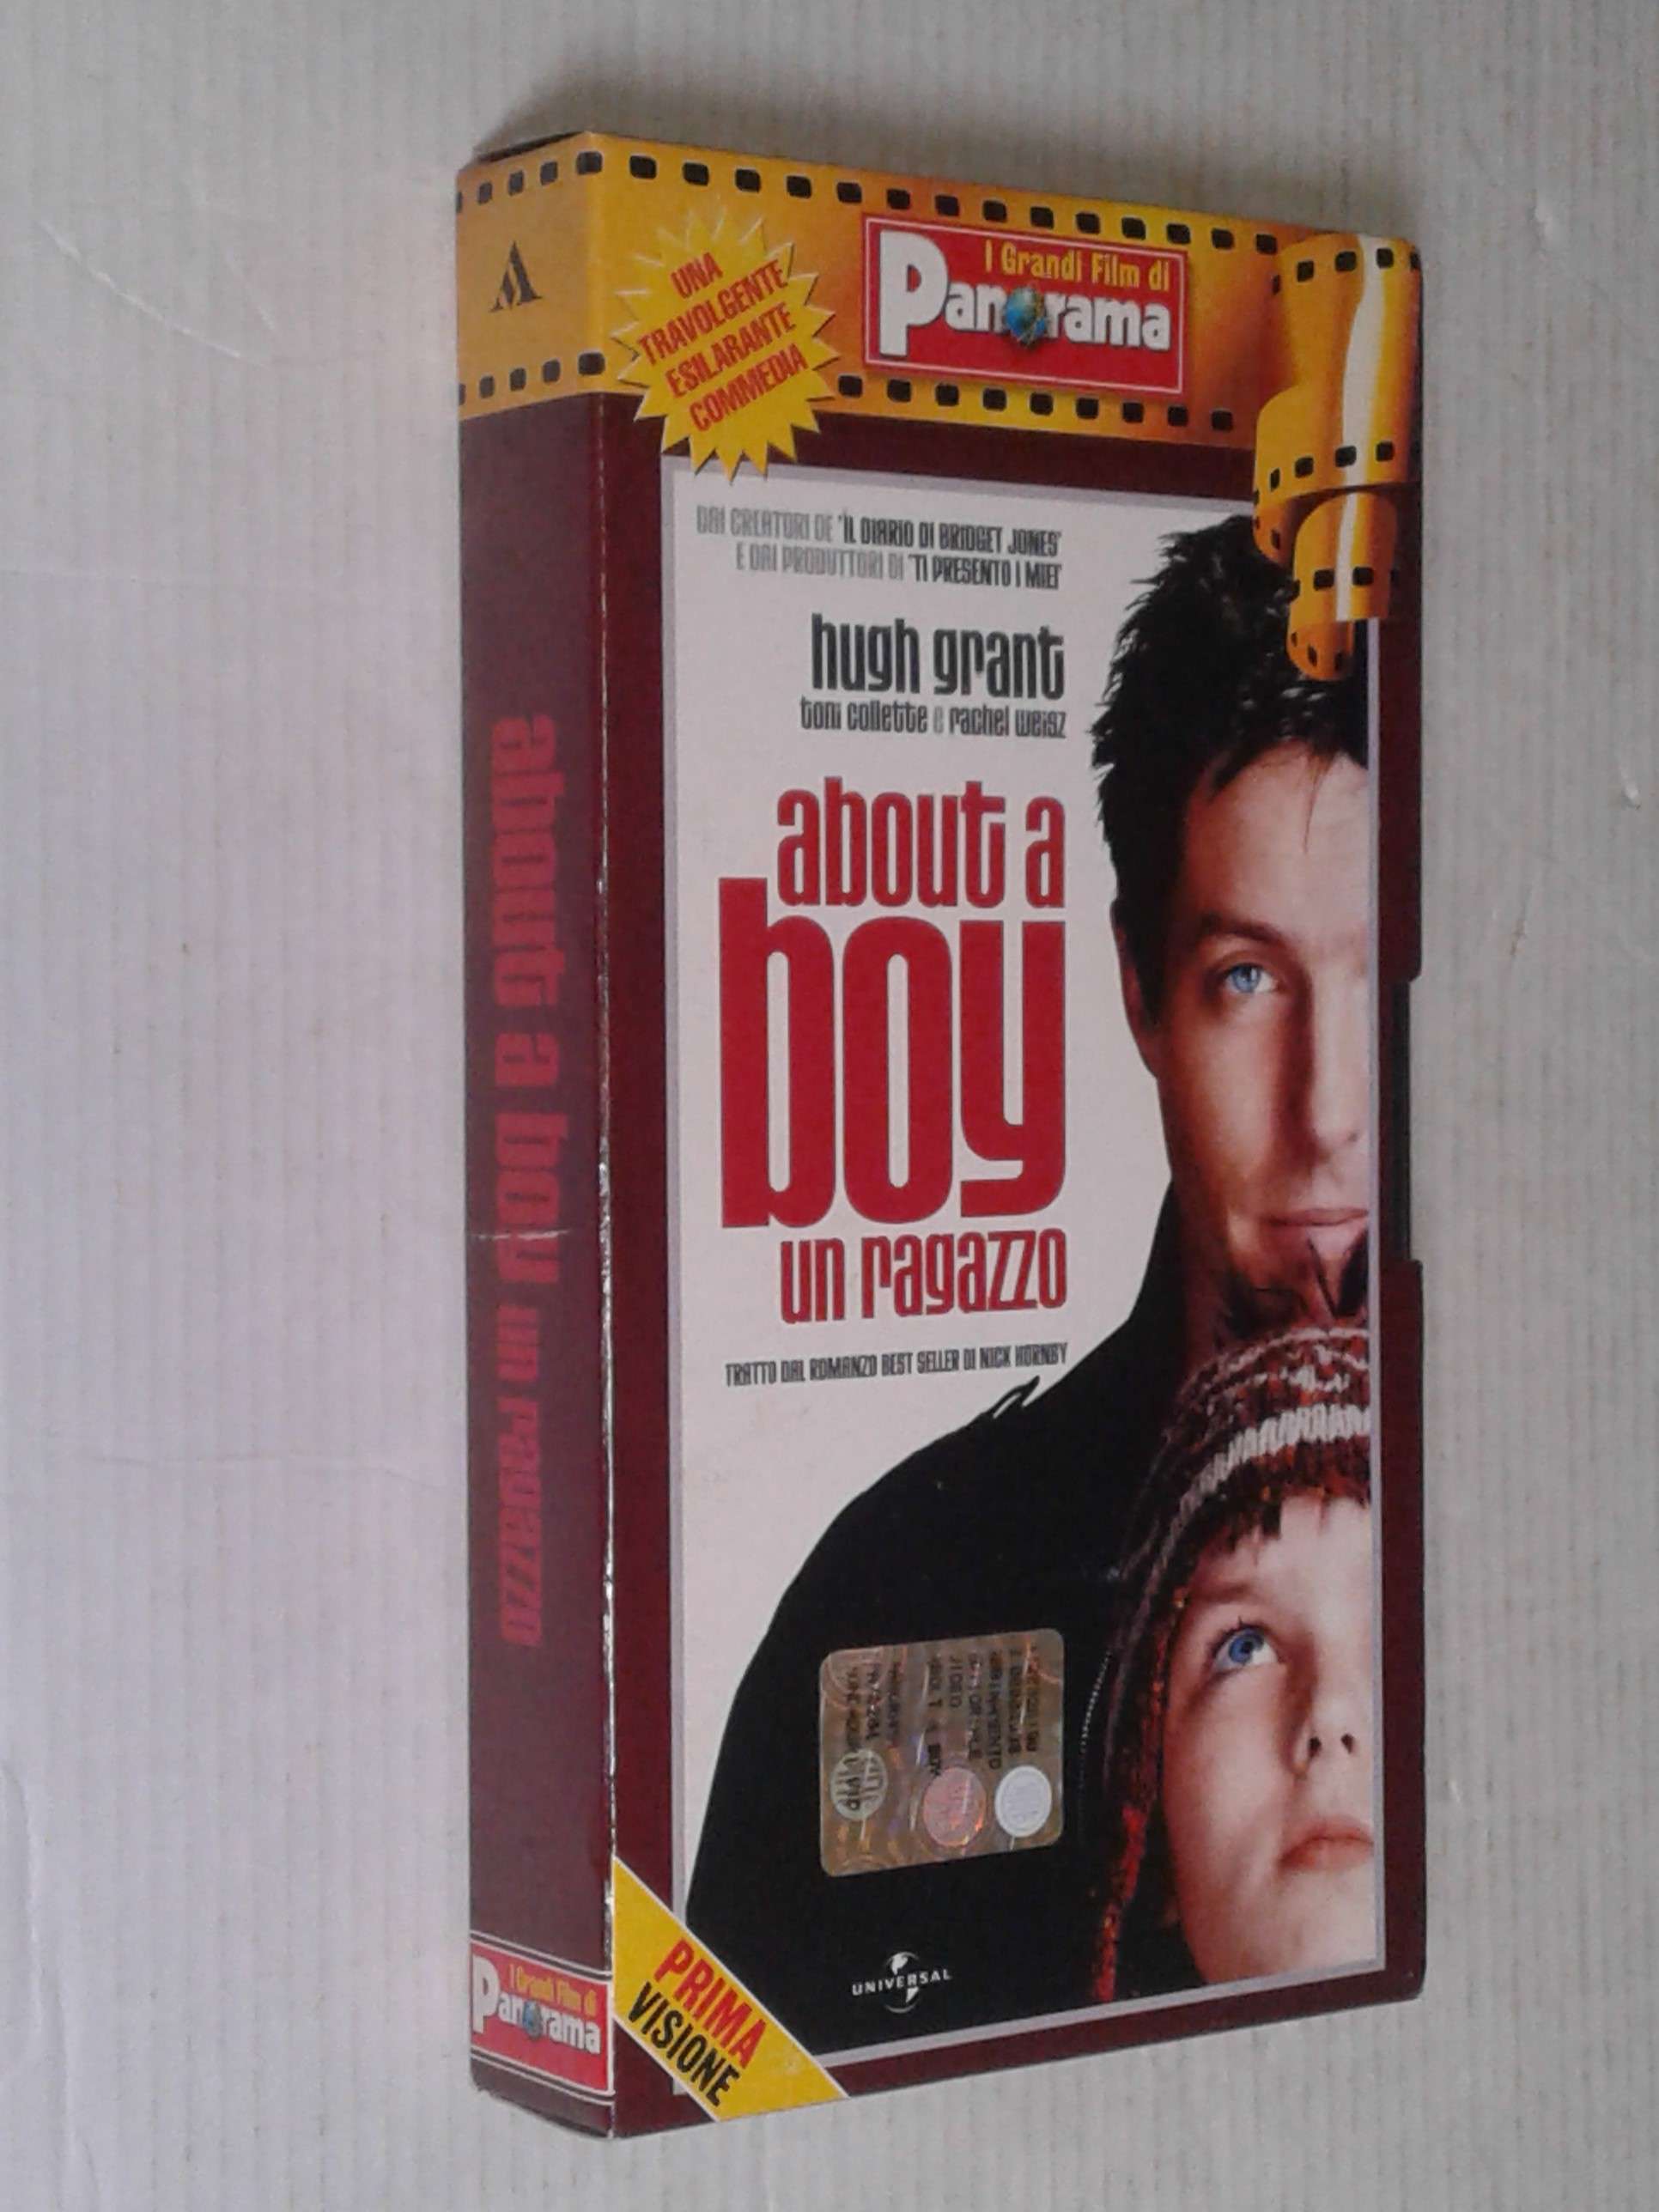 UNA
TRAVOLGENTE
ESILARANTE
COMMEDIA
I Grandi Film di
Panorama
DAI CREATORI DE "IL DIARIO DI BRIDGET JONES"
E DAI PRODUTTORI DI "TI PRESENTO I MIEI"
hugh grant
toni collette e rachel weisz
about a
boy
un ragazzo
TRATTO DAL ROMANZO BEST SELLER DI NICK HORNBY
UNIVERSAL
PRIMA
VISIONE
about a boy un ragazzo
I Grandi Film di
Panorama